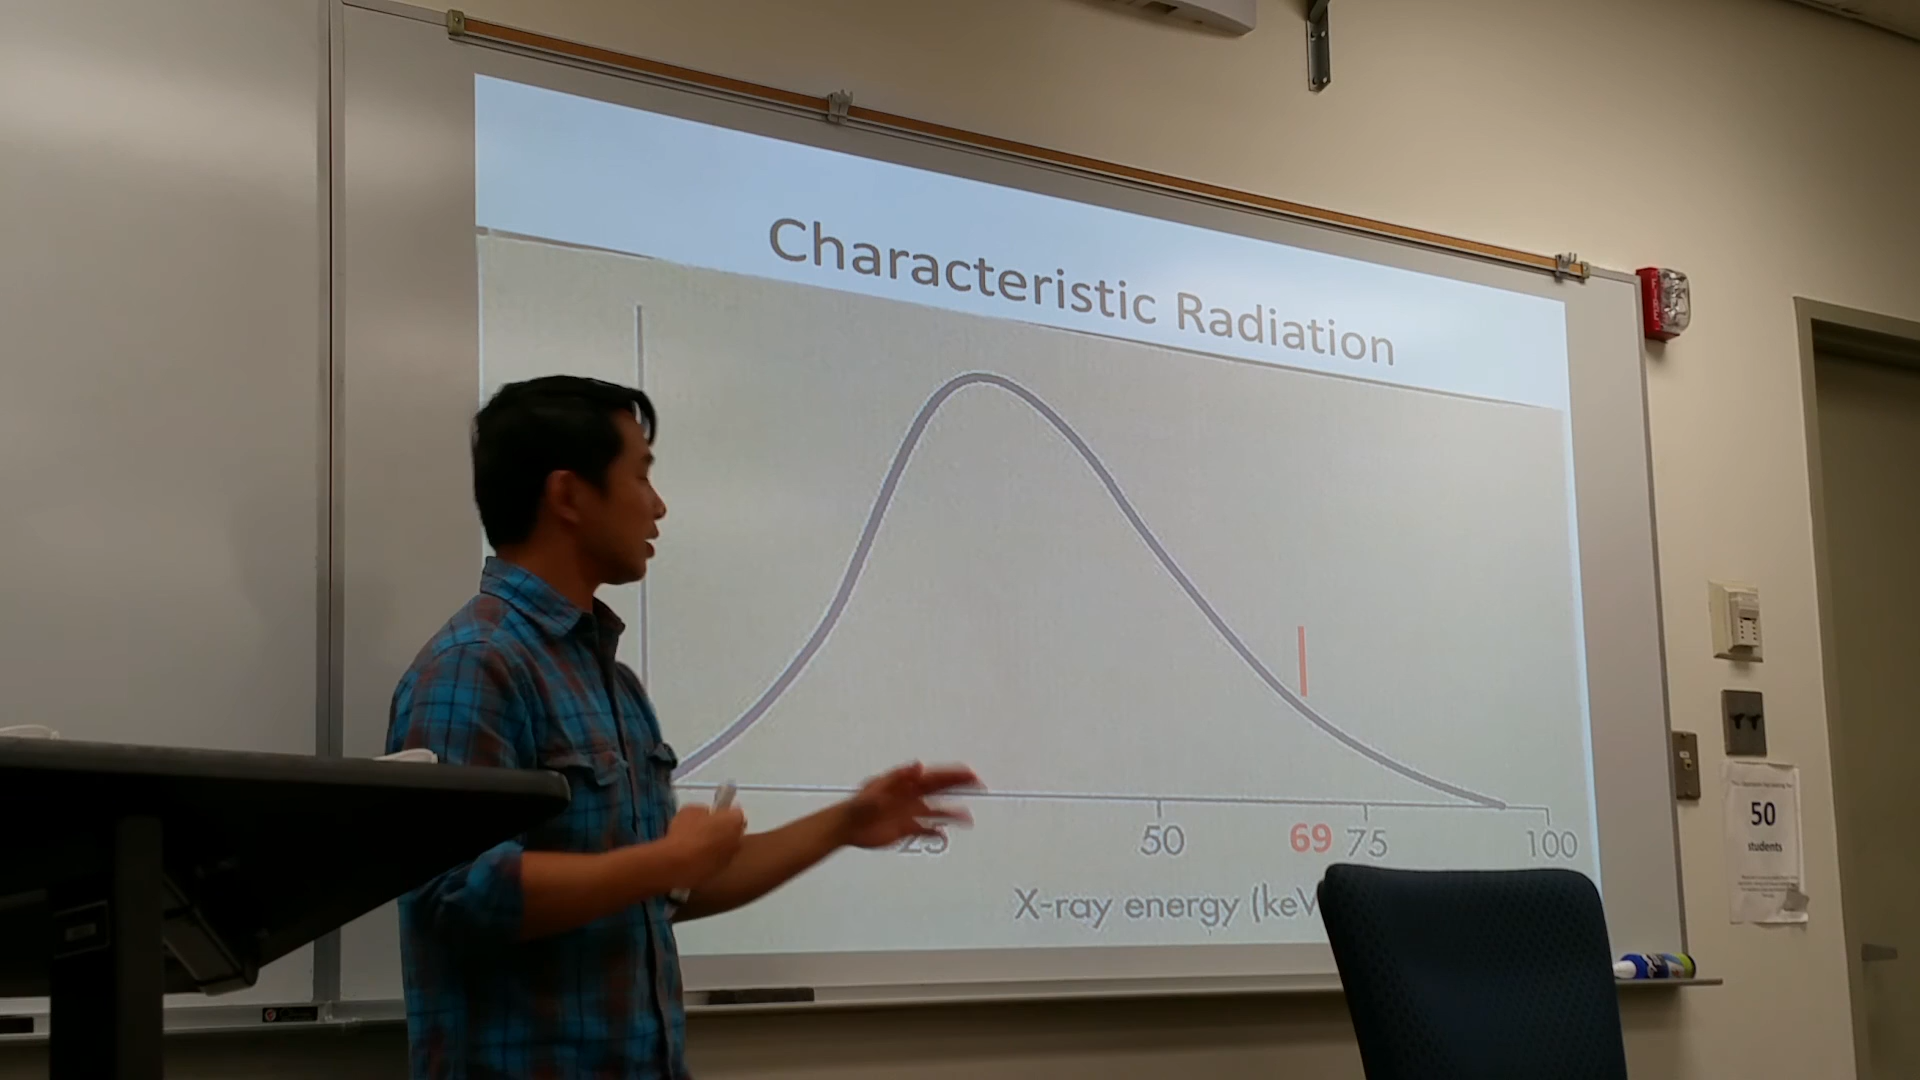 Characteristic Radiation
25 50 69 75 100
X-ray energy (keV
50
students